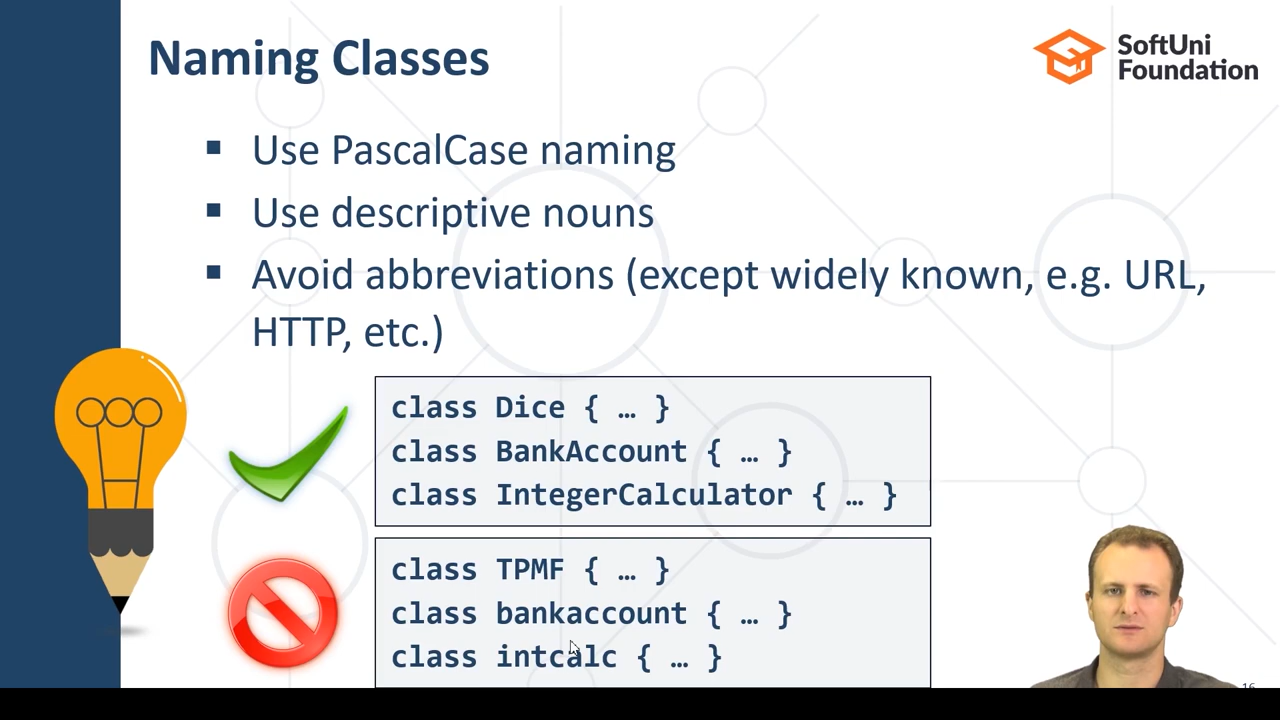 Naming Classes
SoftUni
Foundation
▪ Use PascalCase naming
▪ Use descriptive nouns
▪ Avoid abbreviations (except widely known, e.g. URL,
HTTP, etc.)
class Dice { … }
class BankAccount { … }
class IntegerCalculator { … }
class TPMF { … }
class bankaccount { … }
class intcalc { … }
16